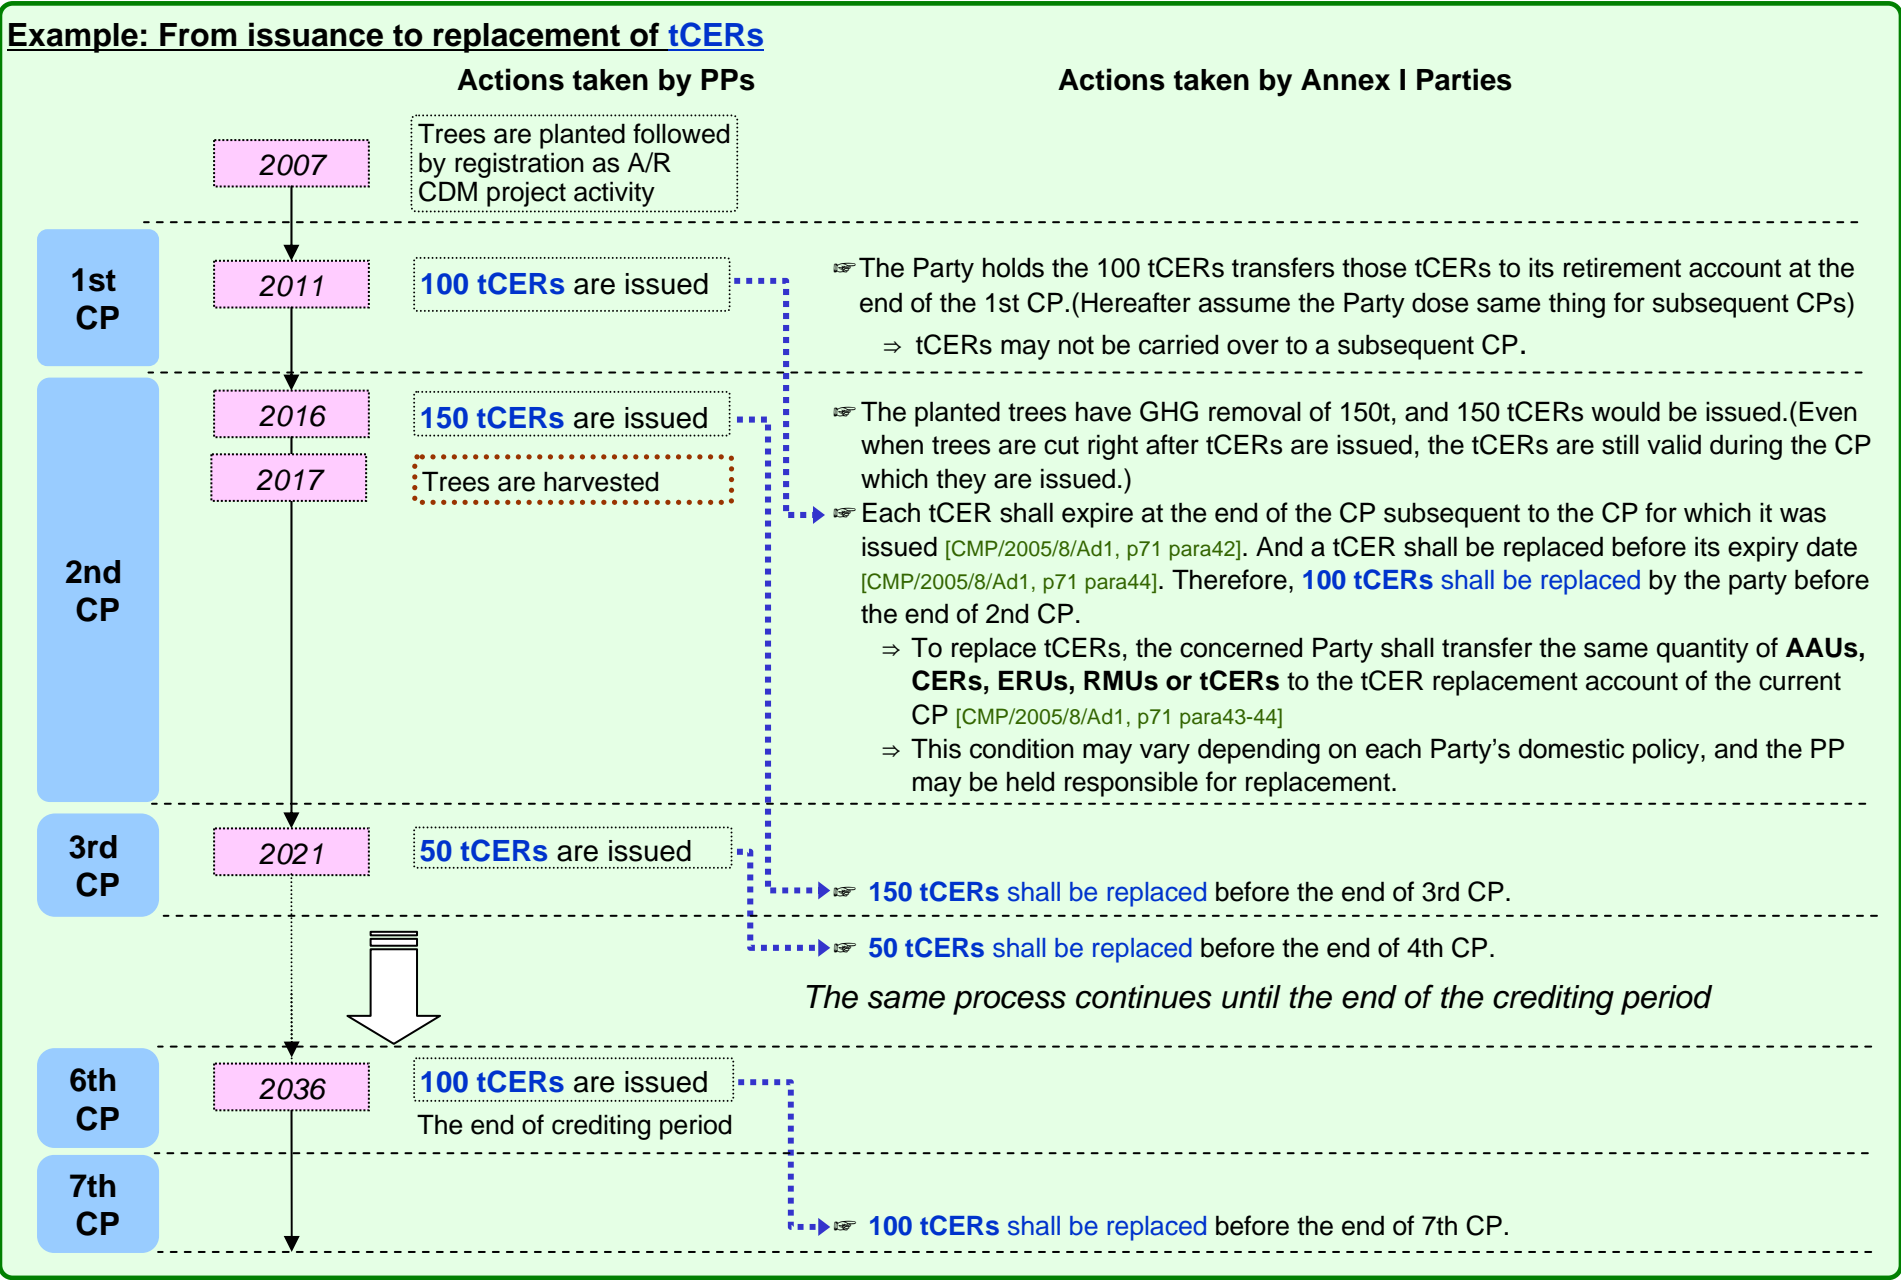 Example: From issuance to replacement of tCERs
Actions taken by PPs
Actions taken by Annex I Parties
2007
Trees are planted followed
by registration as A/R
CDM project activity
1st
CP
2011
100 tCERs are issued
☞The Party holds the 100 tCERs transfers those tCERs to its retirement account at the
end of the 1st CP.(Hereafter assume the Party dose same thing for subsequent CPs)
⇒ tCERs may not be carried over to a subsequent CP.
2nd
CP
2016
150 tCERs are issued
2017
Trees are harvested
☞The planted trees have GHG removal of 150t, and 150 tCERs would be issued.(Even
when trees are cut right after tCERs are issued, the tCERs are still valid during the CP
which they are issued.)
☞Each tCER shall expire at the end of the CP subsequent to the CP for which it was
issued [CMP/2005/8/Ad1, p71 para42]. And a tCER shall be replaced before its expiry date
[CMP/2005/8/Ad1, p71 para44]. Therefore, 100 tCERs shall be replaced by the party before
the end of 2nd CP.
⇒ To replace tCERs, the concerned Party shall transfer the same quantity of AAUs,
CERs, ERUs, RMUs or tCERs to the tCER replacement account of the current
CP [CMP/2005/8/Ad1, p71 para43-44]
⇒ This condition may vary depending on each Party's domestic policy, and the PP
may be held responsible for replacement.
3rd
CP
2021
50 tCERs are issued
☞ 150 tCERs shall be replaced before the end of 3rd CP.
☞ 50 tCERs shall be replaced before the end of 4th CP.
The same process continues until the end of the crediting period
6th
CP
2036
100 tCERs are issued
The end of crediting period
7th
CP
☞ 100 tCERs shall be replaced before the end of 7th CP.